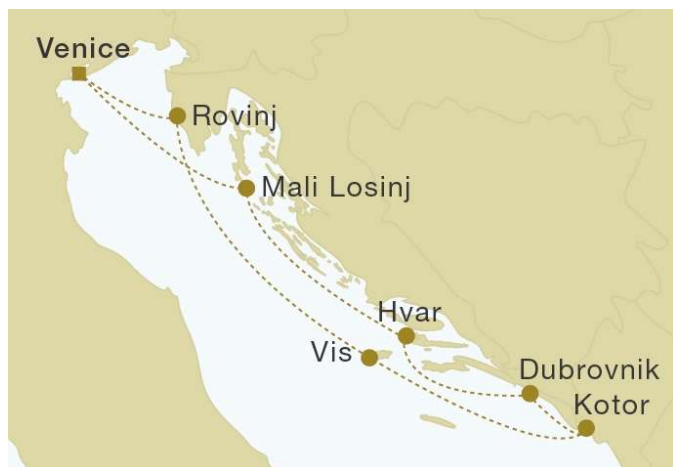 Venice
Rovinj
Mali Losinj
Hvar
Vis
Dubrovnik
Kotor